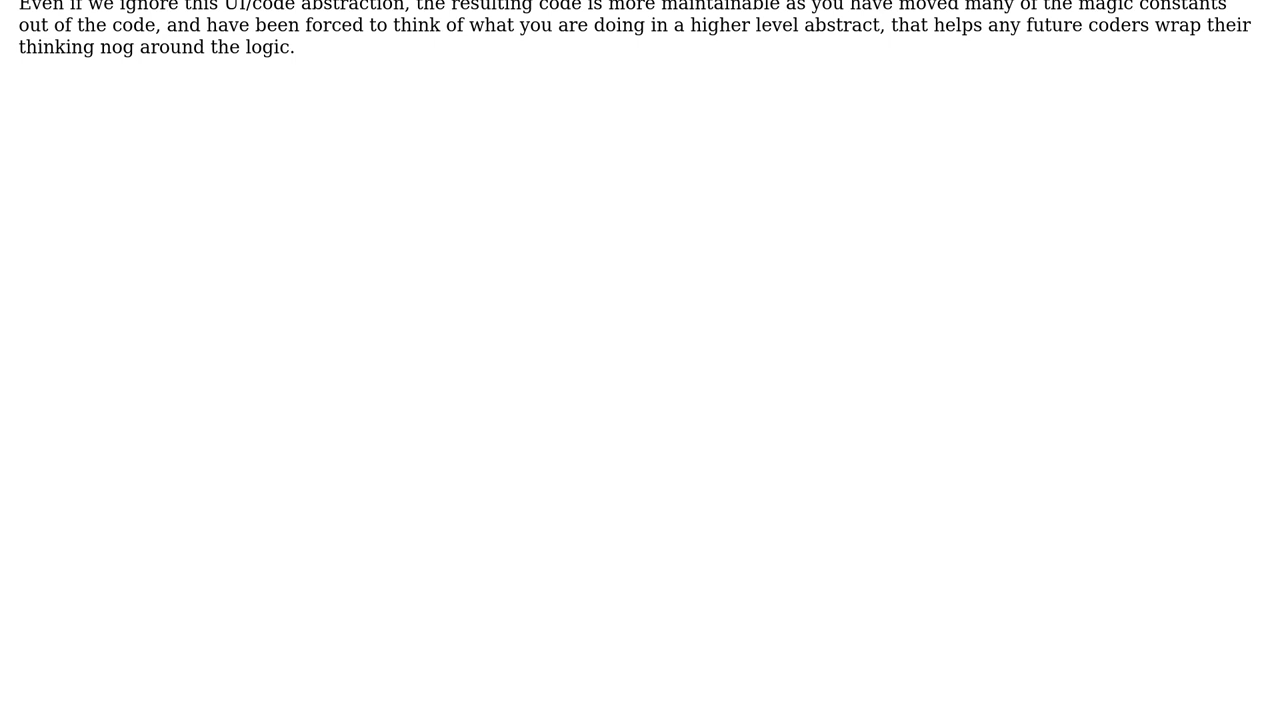 Even if we ignore this UI/code abstraction, the resulting code is more maintainable as you have moved many of the magic constants
out of the code, and have been forced to think of what you are doing in a higher level abstract, that helps any future coders wrap their
thinking nog around the logic.